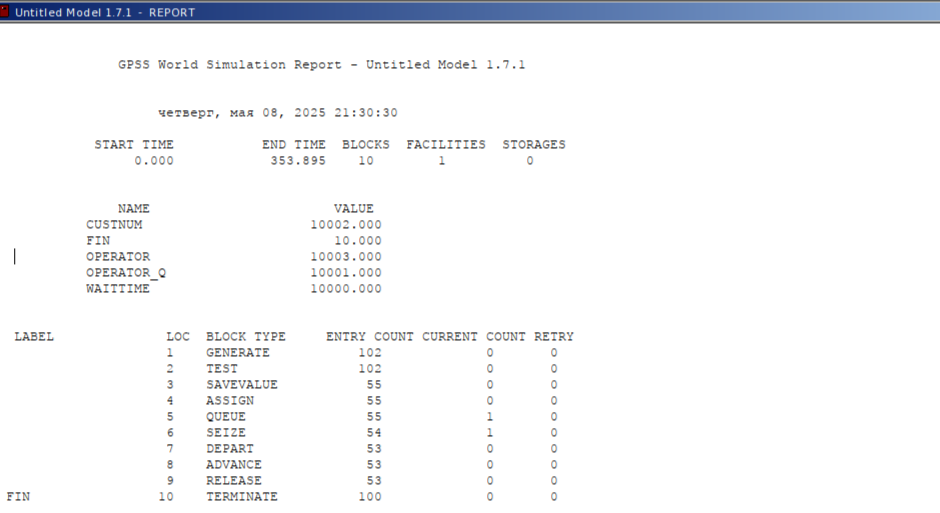 Untitled Model 1.7.1 - REPORT
GPSS World Simulation Report - Untitled Model 1.7.1
четверг, мая 08, 2025 21:30:30
START TIME END TIME BLOCKS FACILITIES STORAGES
0.000 353.895 10 1 0
NAME VALUE
CUSTNUM 10002.000
FIN 10.000
OPERATOR 10003.000
OPERATOR_Q 10001.000
WAITTIME 10000.000
LABEL LOC BLOCK TYPE ENTRY COUNT CURRENT COUNT RETRY
1 GENERATE 102 0 0
2 TEST 102 0 0
3 SAVEVALUE 55 0 0
4 ASSIGN 55 0 0
5 QUEUE 55 1 0
6 SEIZE 54 1 0
7 DEPART 53 0 0
8 ADVANCE 53 0 0
9 RELEASE 53 0 0
FIN 10 TERMINATE 100 0 0